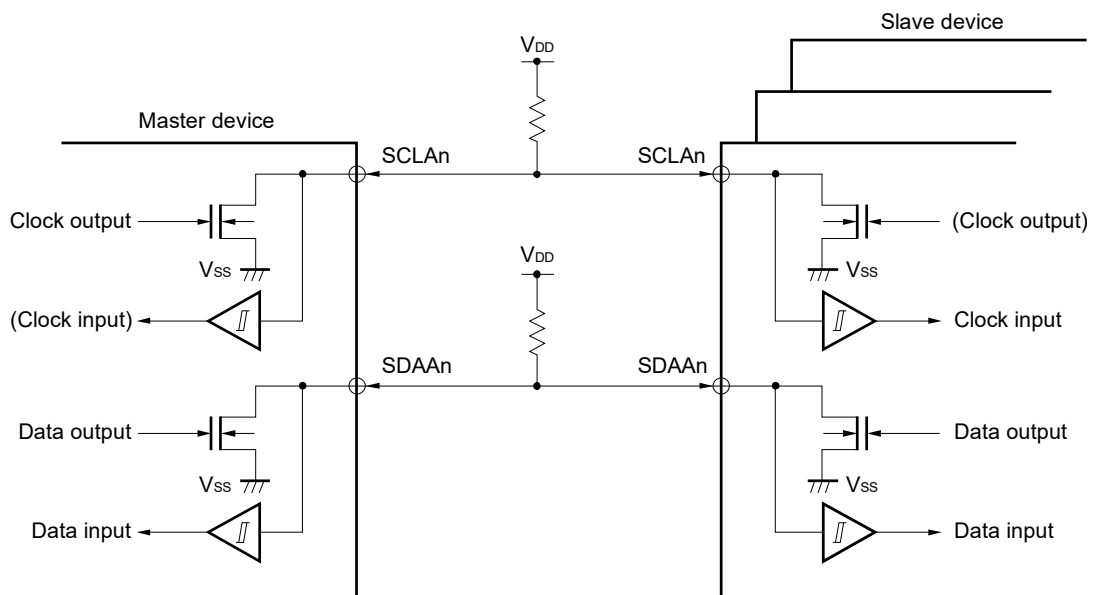 Slave device
VDD
Master device
SCLAn SCLAn
Clock output (Clock output)
VSS VSS
VDD
(Clock input) Clock input
SDAAn SDAAn
Data output Data output
VSS VSS
Data input Data input